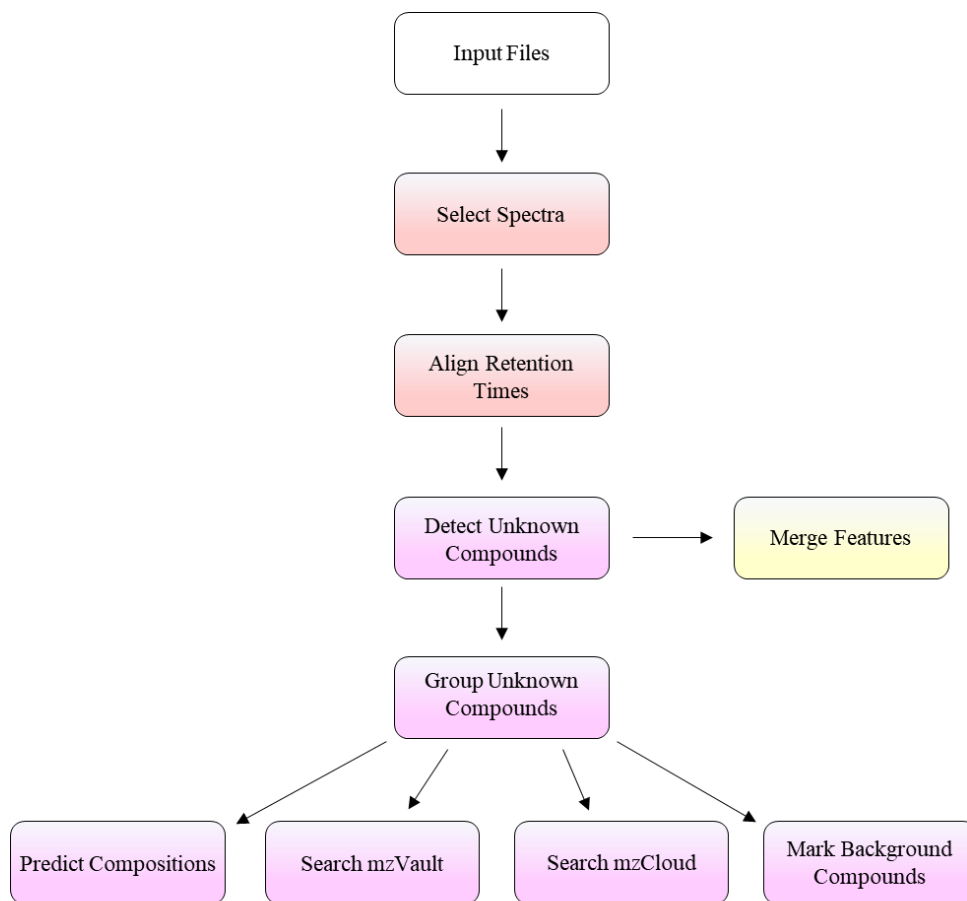 Input Files
Select Spectra
Align Retention
Times
Detect Unknown
Compounds
Merge Features
Group Unknown
Compounds
Predict Compositions
Search mzVault
Search mzCloud
Mark Background
Compounds